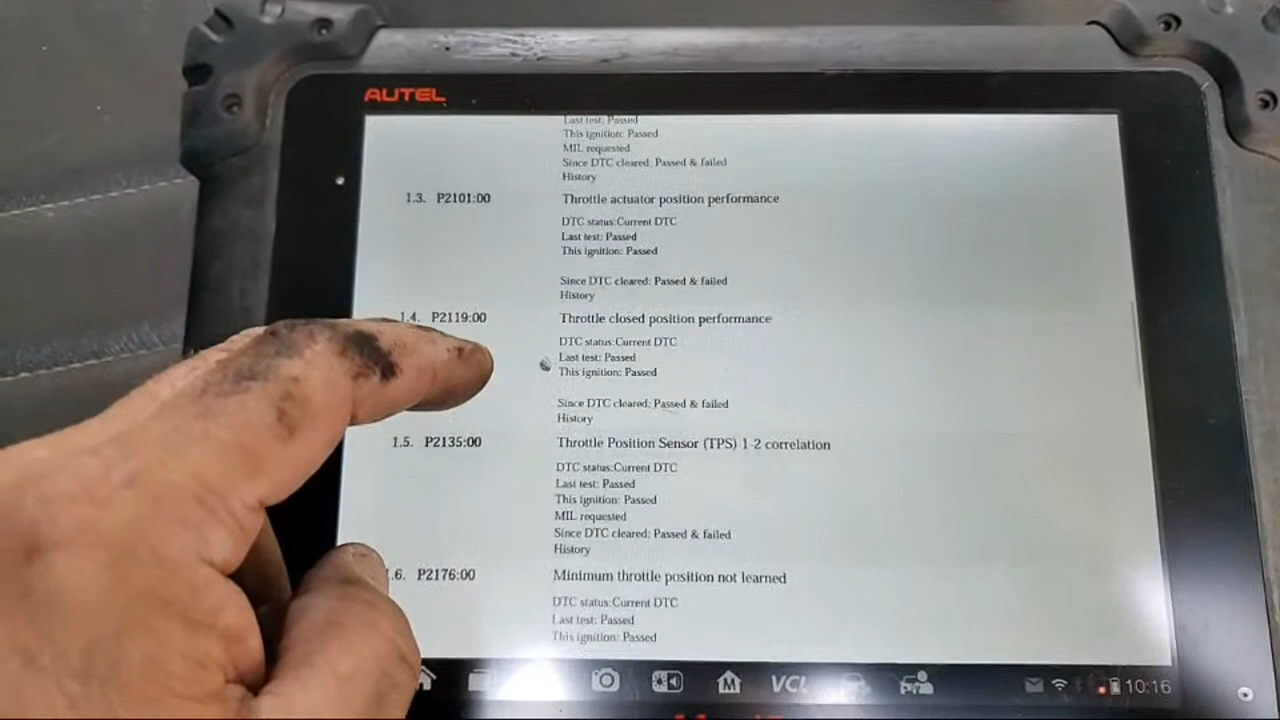 AUTEL
Last test: Passed
This ignition: Passed
MIL requested
Since DTC cleared: Passed & failed
History
1.3. P2101:00 Throttle actuator position performance
DTC status:Current DTC
Last test: Passed
This ignition: Passed
Since DTC cleared: Passed & failed
History
1.4. P2119:00 Throttle closed position performance
DTC status:Current DTC
Last test: Passed
This ignition: Passed
Since DTC cleared: Passed & failed
History
1.5. P2135:00 Throttle Position Sensor (TPS) 1-2 correlation
DTC status:Current DTC
Last test: Passed
This ignition: Passed
MIL requested
Since DTC cleared: Passed & failed
History
.6. P2176:00 Minimum throttle position not learned
DTC status:Current DTC
Last test: Passed
This ignition: Passed
M VCI 10:16